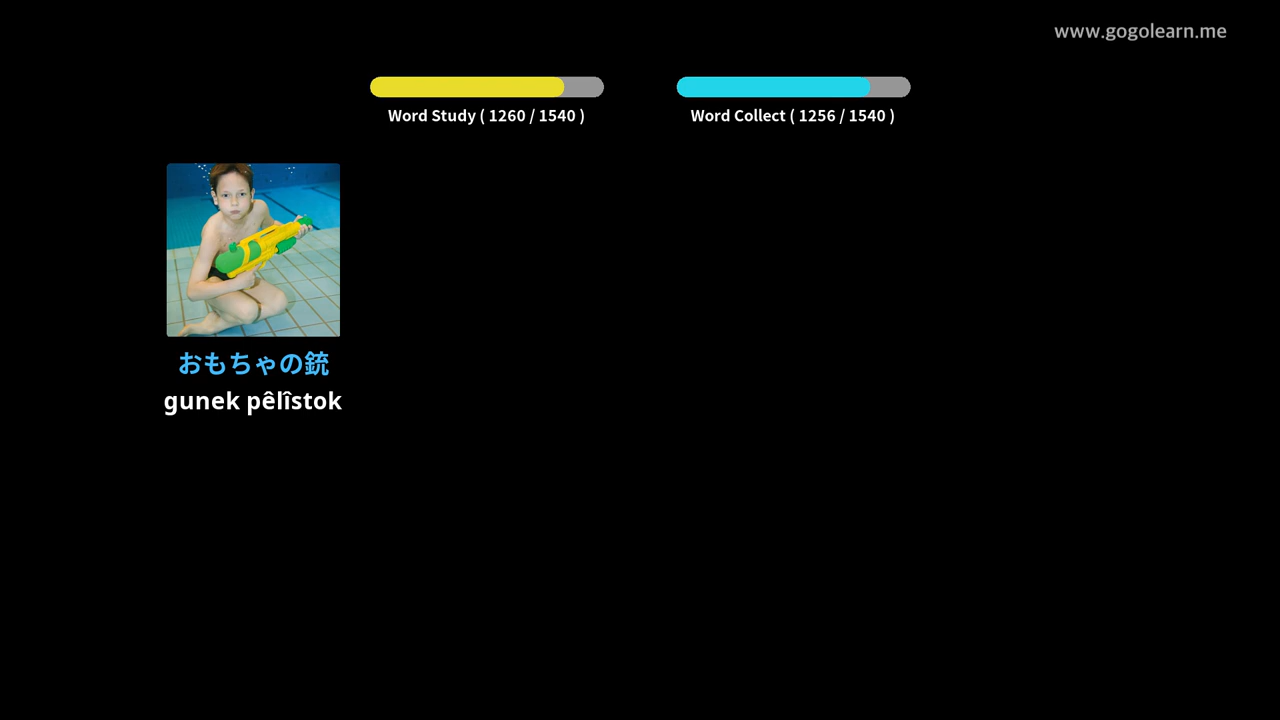 www.gogolearn.me
Word Study ( 1260 / 1540 )
Word Collect ( 1256 / 1540 )
おもちゃの銃
gunek pêlîstok